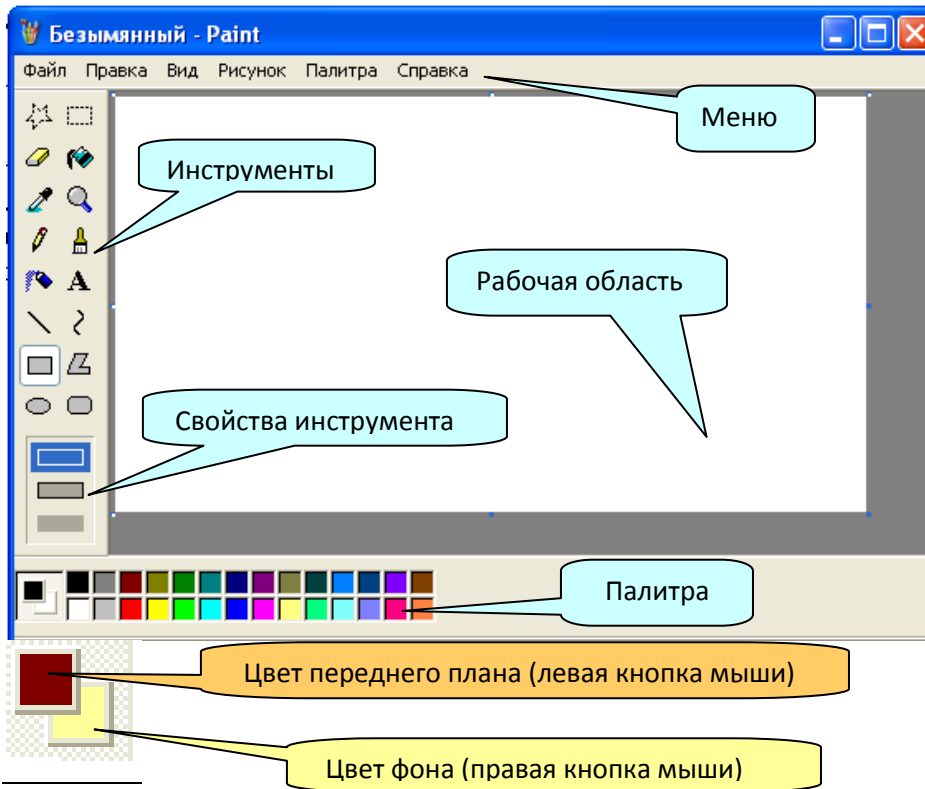 Безымянный - Paint
Файл Правка Вид Рисунок Палитра Справка
Меню
Инструменты
A
Рабочая область
Свойства инструмента
Палитра
Цвет переднего плана (левая кнопка мыши)
Цвет фона (правая кнопка мыши)